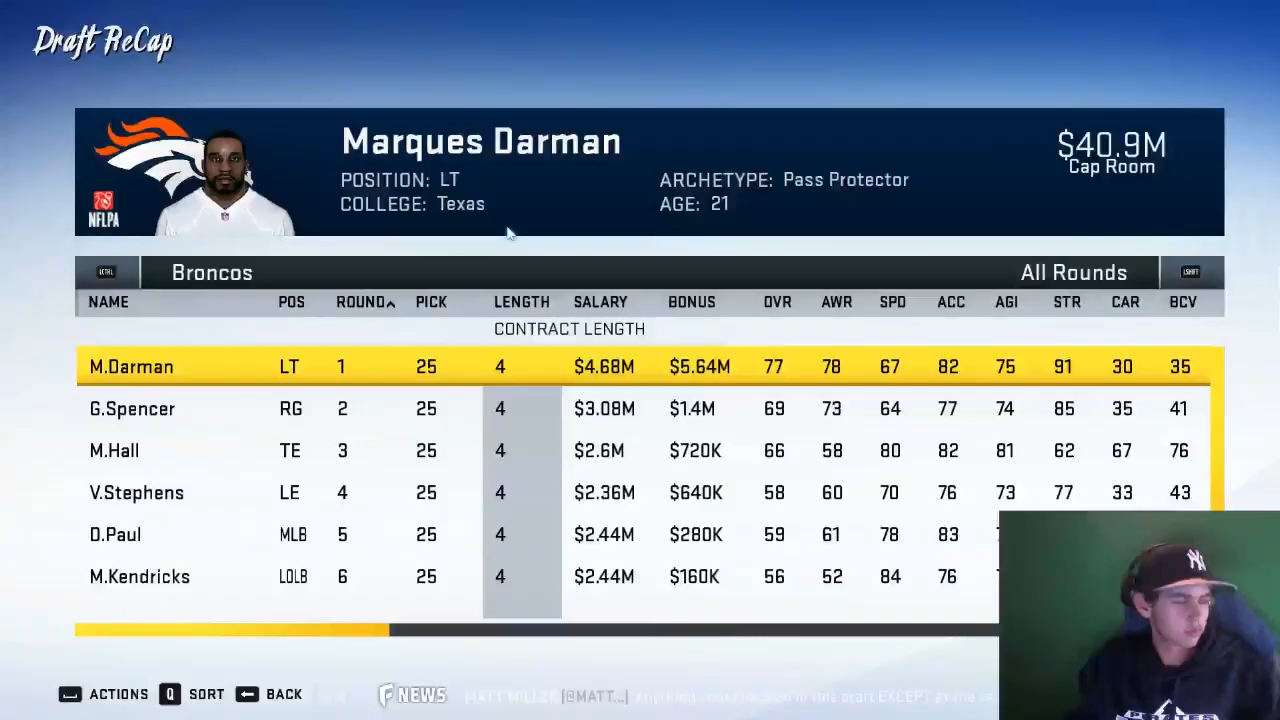 Draft ReCap
Marques Darman
POSITION: LT
COLLEGE: Texas
ARCHETYPE: Pass Protector
AGE: 21
$40.9M
Cap Room
NFLPA
LCTRL Broncos All Rounds LSHIFT
NAME POS ROUND PICK LENGTH SALARY BONUS OVR AWR SPD ACC AGI STR CAR BCV
CONTRACT LENGTH
M.Darman LT 1 25 4 $4.68M $5.64M 77 78 67 82 75 91 30 35
G.Spencer RG 2 25 4 $3.08M $1.4M 69 73 64 77 74 85 35 41
M.Hall TE 3 25 4 $2.6M $720K 66 58 80 82 81 62 67 76
V.Stephens LE 4 25 4 $2.36M $640K 58 60 70 76 73 77 33 43
D.Paul MLB 5 25 4 $2.44M $280K 59 61 78 83
M.Kendricks LOLB 6 25 4 $2.44M $160K 56 52 84 76
ACTIONS Q SORT BACK F NEWS MATT MILLER [@MATT...]
NY